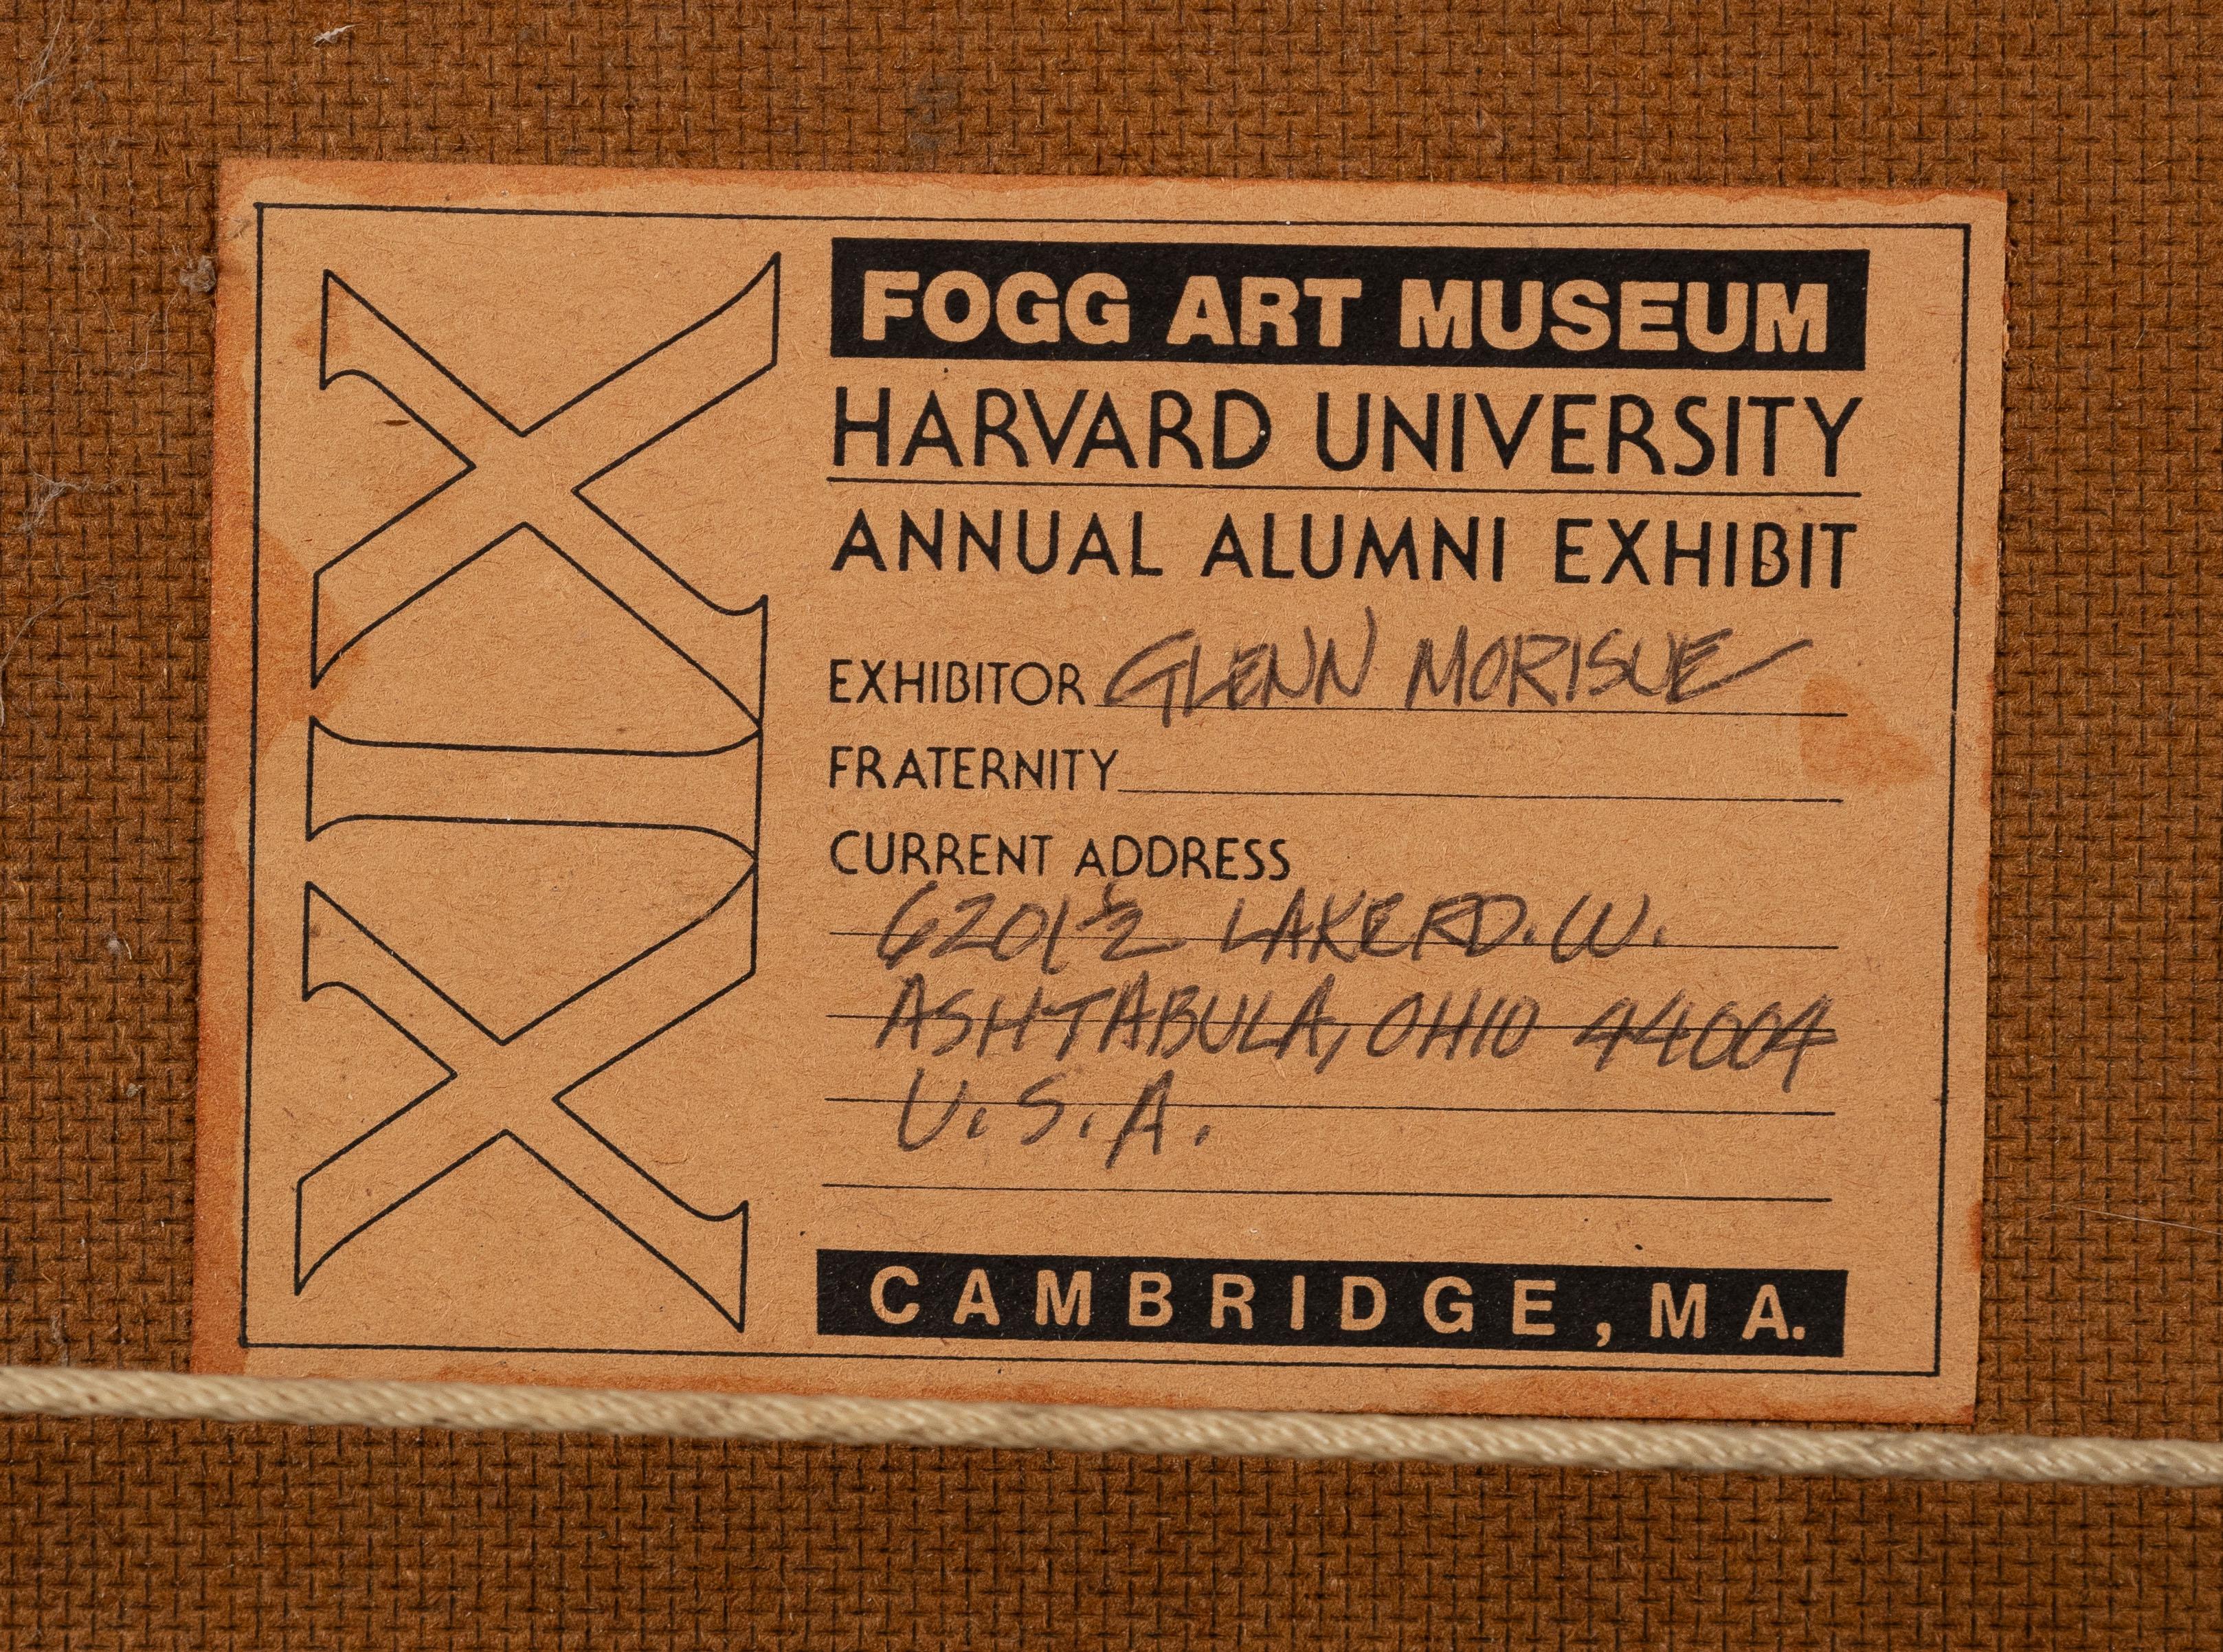 XIX
FOGG ART MUSEUM
HARVARD UNIVERSITY
ANNUAL ALUMNI EXHIBIT
EXHIBITOR GLENN MORISUE
FRATERNITY
CURRENT ADDRESS
6201½ LAKE RD. W.
ASHTABULA, OHIO 44004
U.S.A.
CAMBRIDGE, MA.